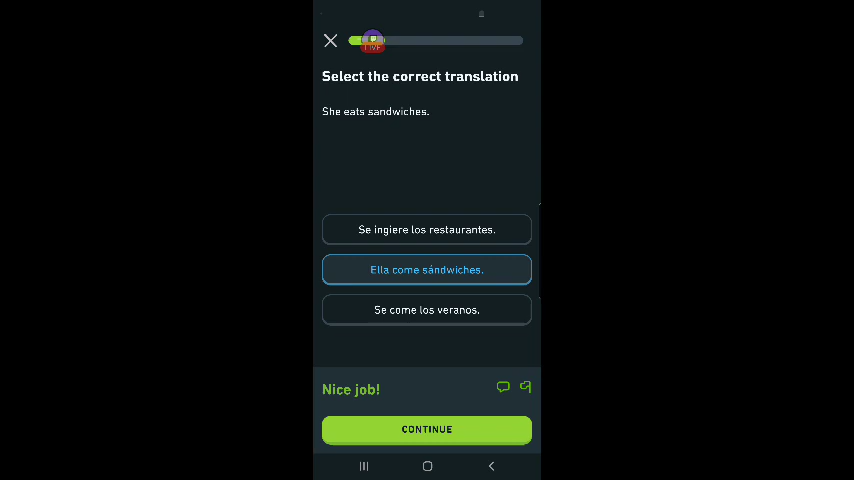 LIVE
Select the correct translation
She eats sandwiches.
Se ingiere los restaurantes.
Ella come sándwiches.
Se come los veranos.
Nice job!
CONTINUE